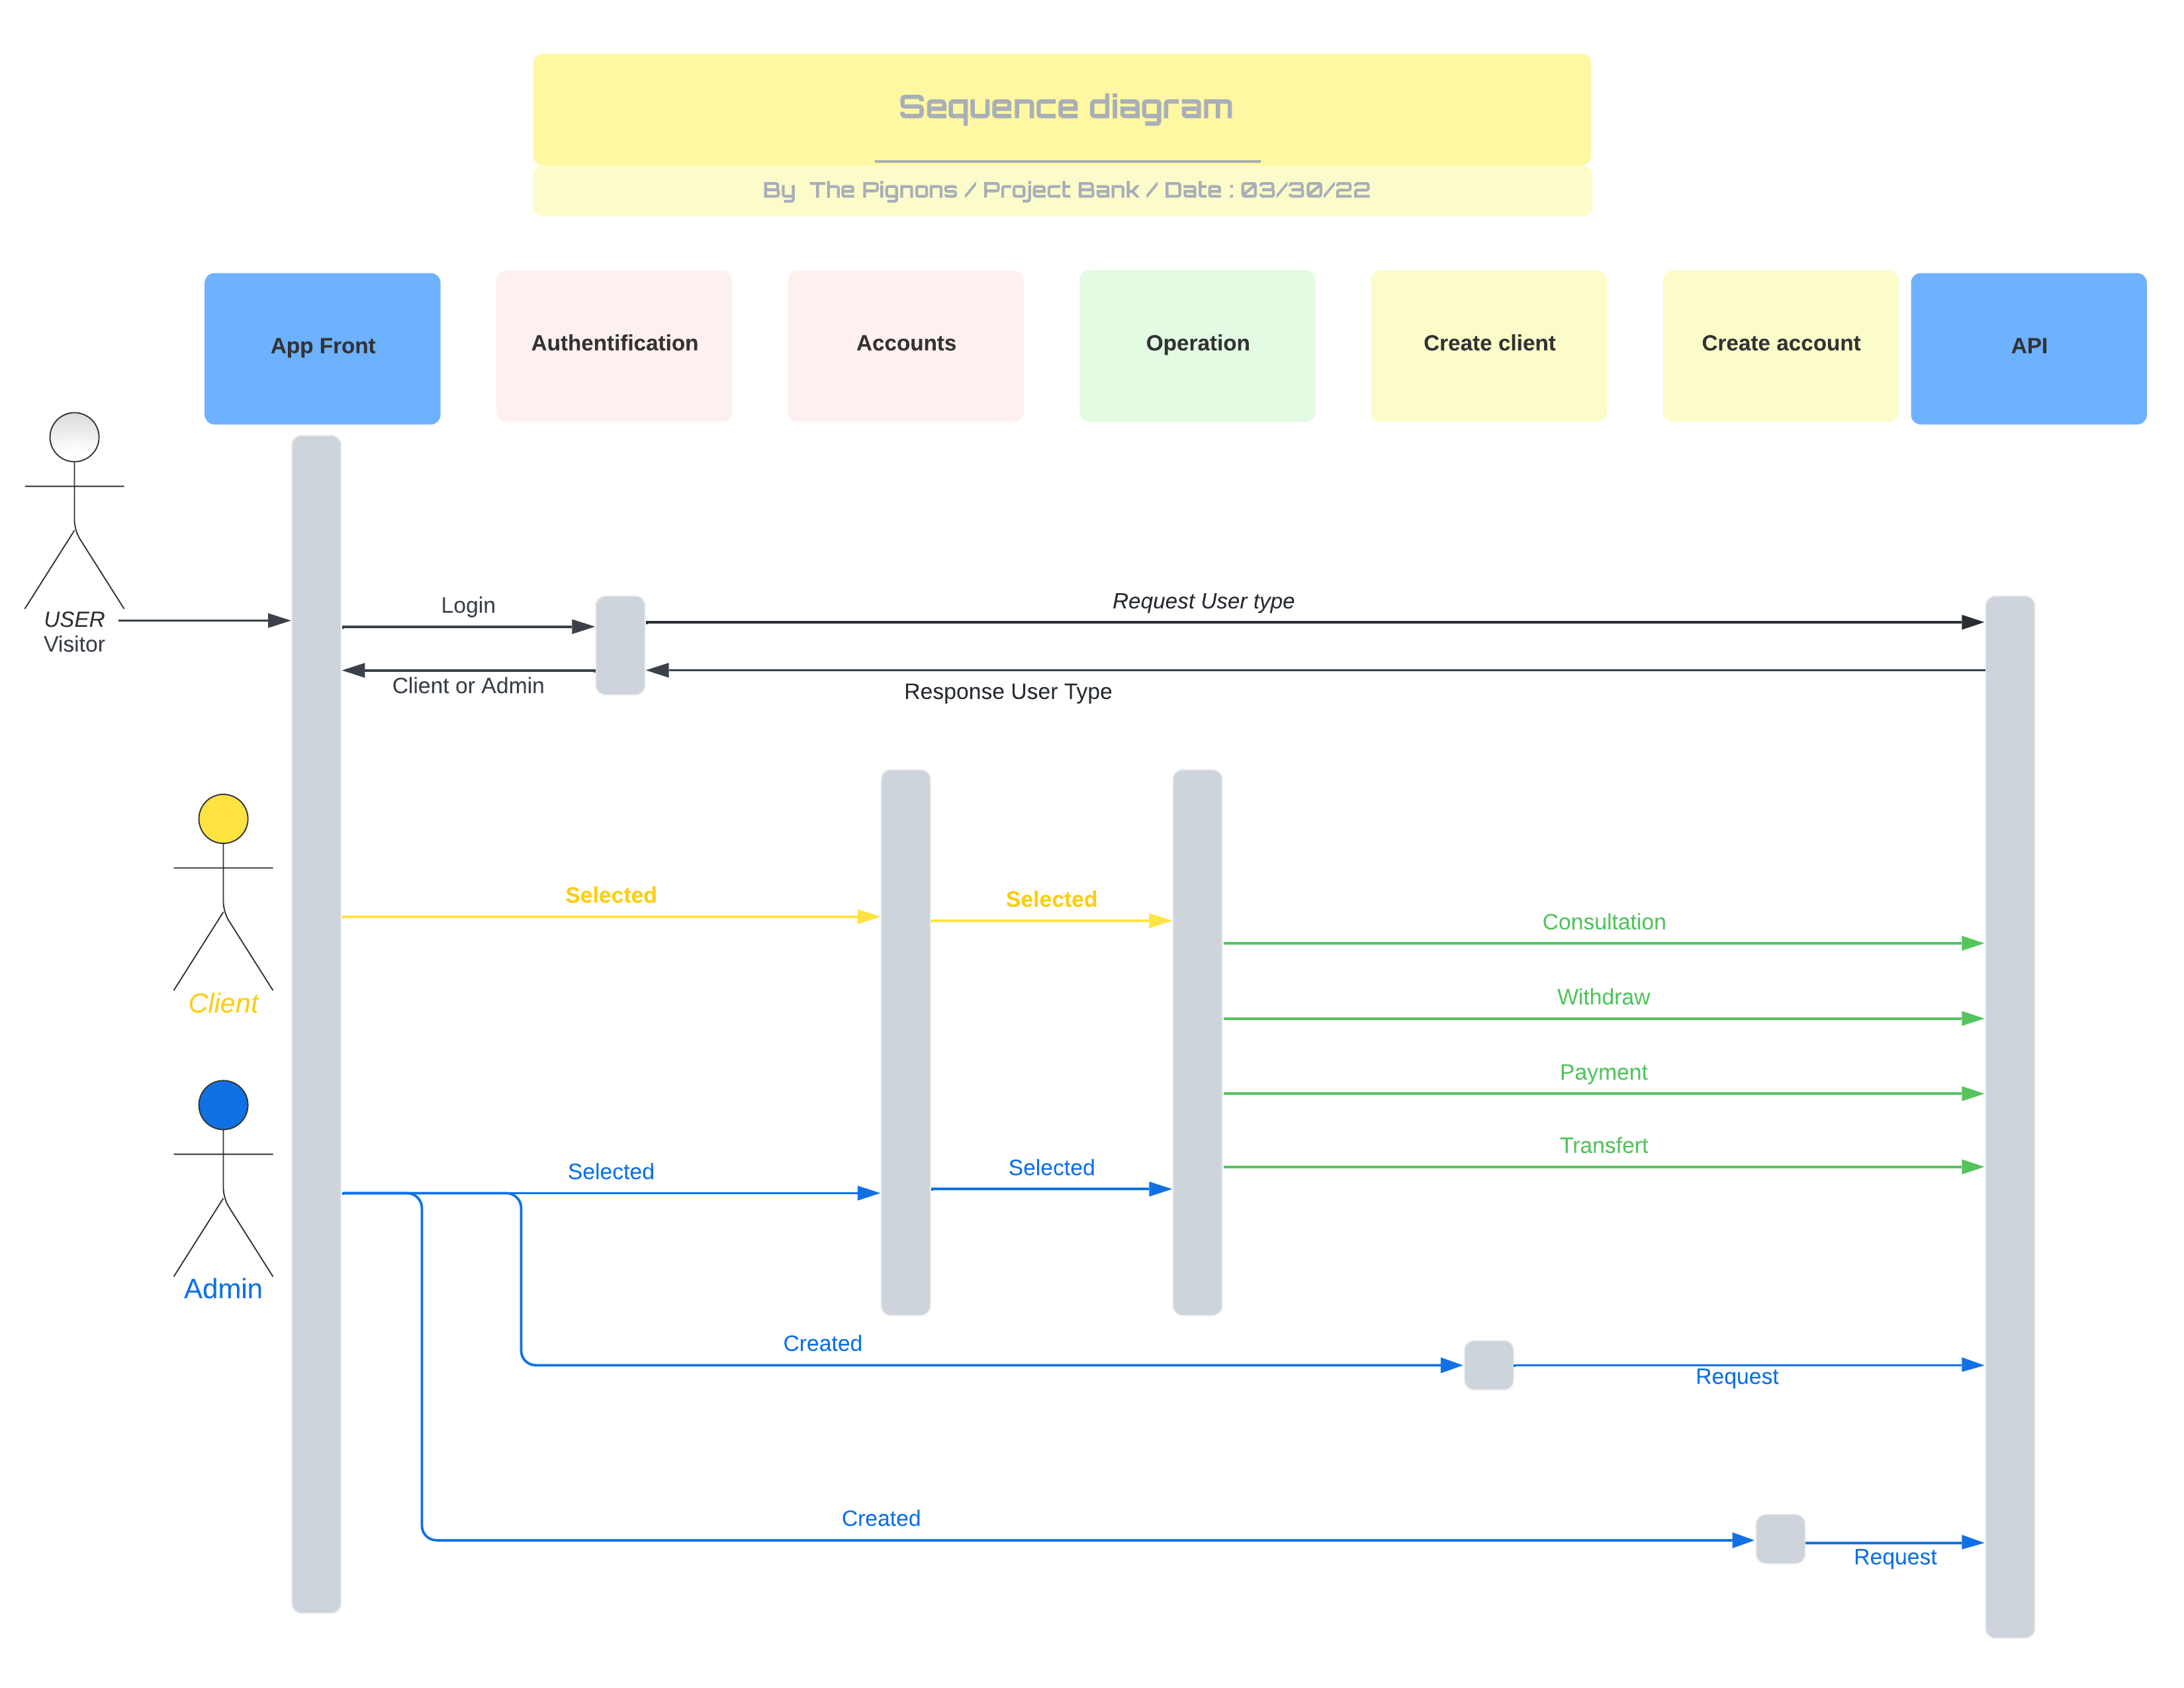 Sequence diagram
By The Pignons / Project Bank / Date : 03/30/22
App Front
Authentification
Accounts
Operation
Create client
Create account
API
USER
Visitor
Login
Request User type
Client or Admin
Response User Type
Client
Selected
Selected
Consultation
Withdraw
Payment
Transfert
Admin
Selected
Selected
Created
Request
Created
Request